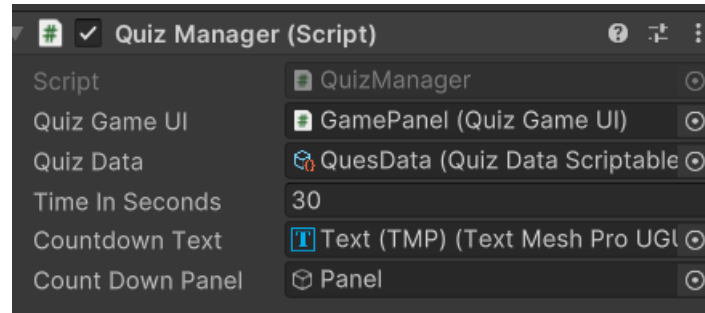 # Quiz Manager (Script)
Script # QuizManager
Quiz Game UI # GamePanel (Quiz Game UI)
Quiz Data {} QuesData (Quiz Data Scriptable
Time In Seconds 30
Countdown Text T Text (TMP) (Text Mesh Pro UGU
Count Down Panel Panel